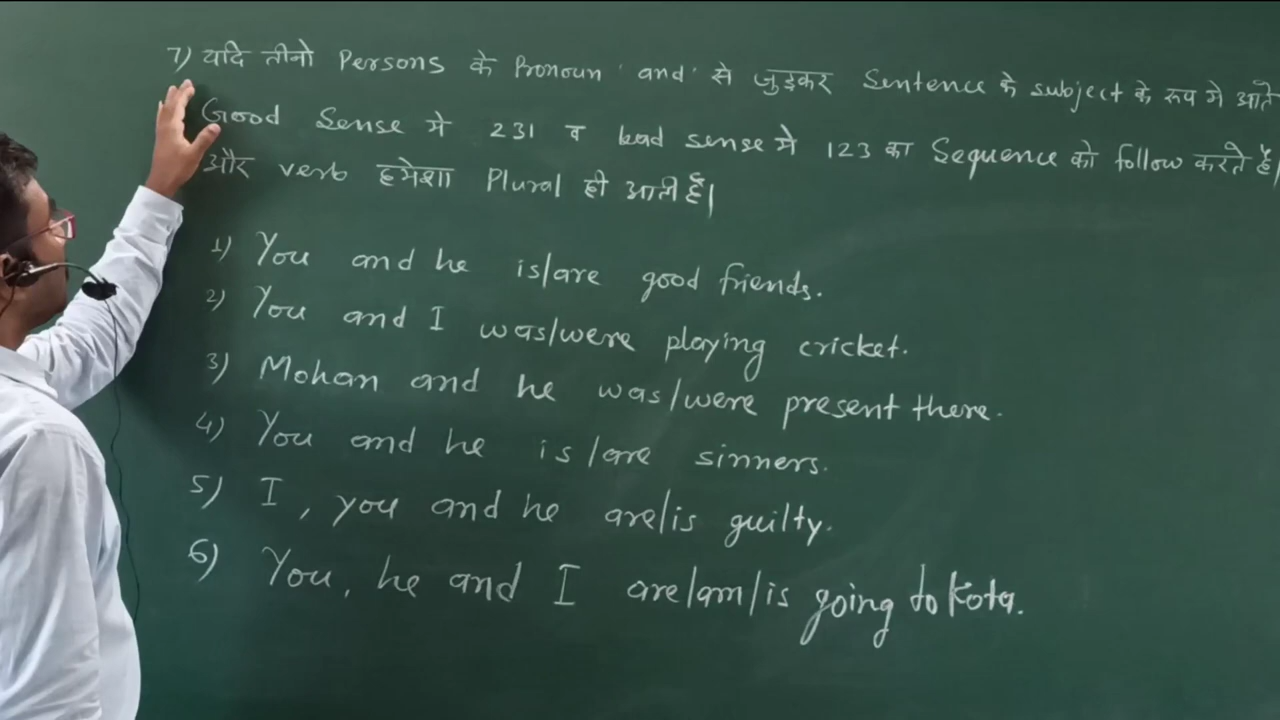 7) यदि तीनो Persons के Pronoun 'and' से जुड़कर Sentence के subject के रूप मे आते
Good Sense मे 231 व bad sense मे 123 का Sequence को follow करते हैं।
और verb हमेशा Plural ही आती हैं।
1) You and he is/are good friends.
2) You and I was/were playing cricket.
3) Mohan and he was/were present there.
4) You and he is/are sinners.
5) I, you and he are/is guilty.
6) You, he and I are/am/is going to Kota.